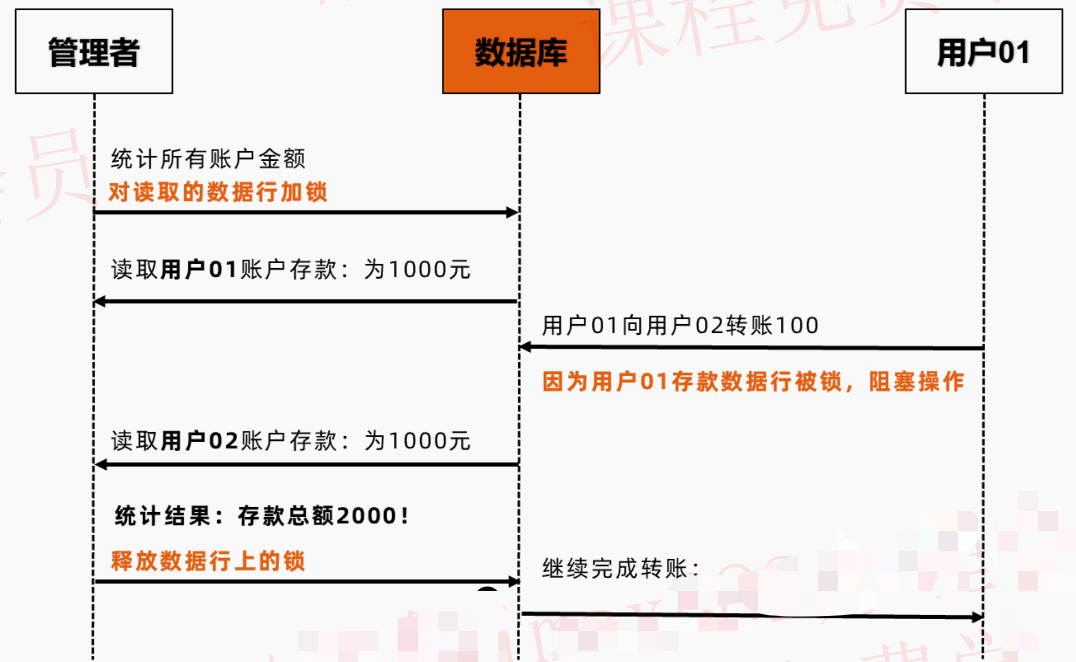 管理者
数据库
用户01
统计所有账户金额
对读取的数据行加锁
读取用户01账户存款：为1000元
用户01向用户02转账100
因为用户01存款数据行被锁，阻塞操作
读取用户02账户存款：为1000元
统计结果：存款总额2000！
释放数据行上的锁
继续完成转账：